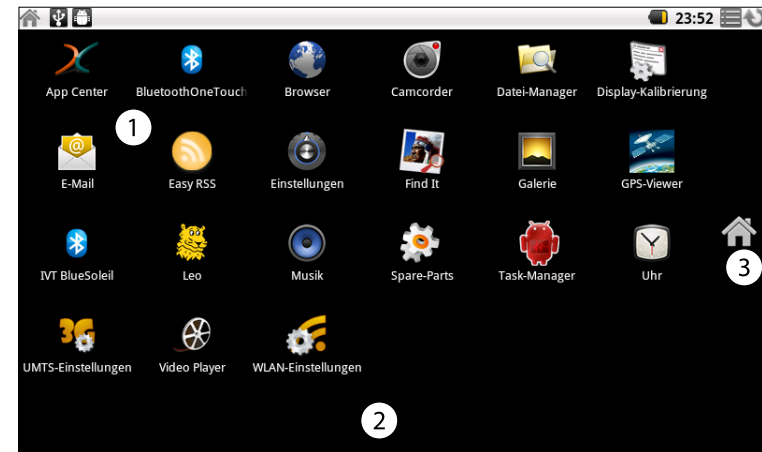 23:52
App Center BluetoothOneTouch Browser Camcorder Datei-Manager Display-Kalibrierung
1
E-Mail Easy RSS Einstellungen Find It Galerie GPS-Viewer
IVT BlueSoleil Leo Musik Spare-Parts Task-Manager Uhr
3
3G
UMTS-Einstellungen Video Player WLAN-Einstellungen
2